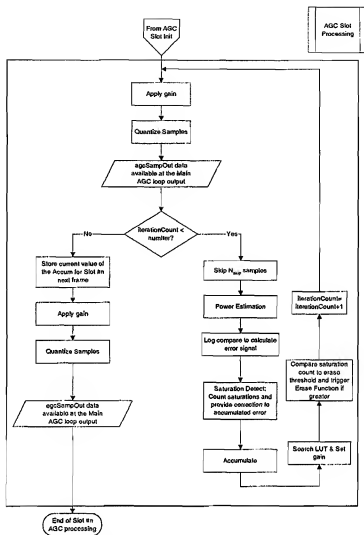 From AGC
Slot Init
AGC Slot
Processing
Apply gain
Quantize Samples
agcSampOut data
available at the Main
AGC loop output
iterationCount <
numIter?
No
Yes
Store current value of
the Accum for Slot #n
next frame
Apply gain
Quantize Samples
agcSampOut data
available at the Main
AGC loop output
End of Slot #n
AGC processing
Skip Nskip samples
Power Estimation
Log compare to calculate
error signal
Saturation Detect:
Count saturations and
provide correction to
accumulated error
Accumulate
Search LUT & Set
gain
Compare saturation
count to erase
threshold and trigger
Erase Function if
greater
iterationCount=
iterationCount+1